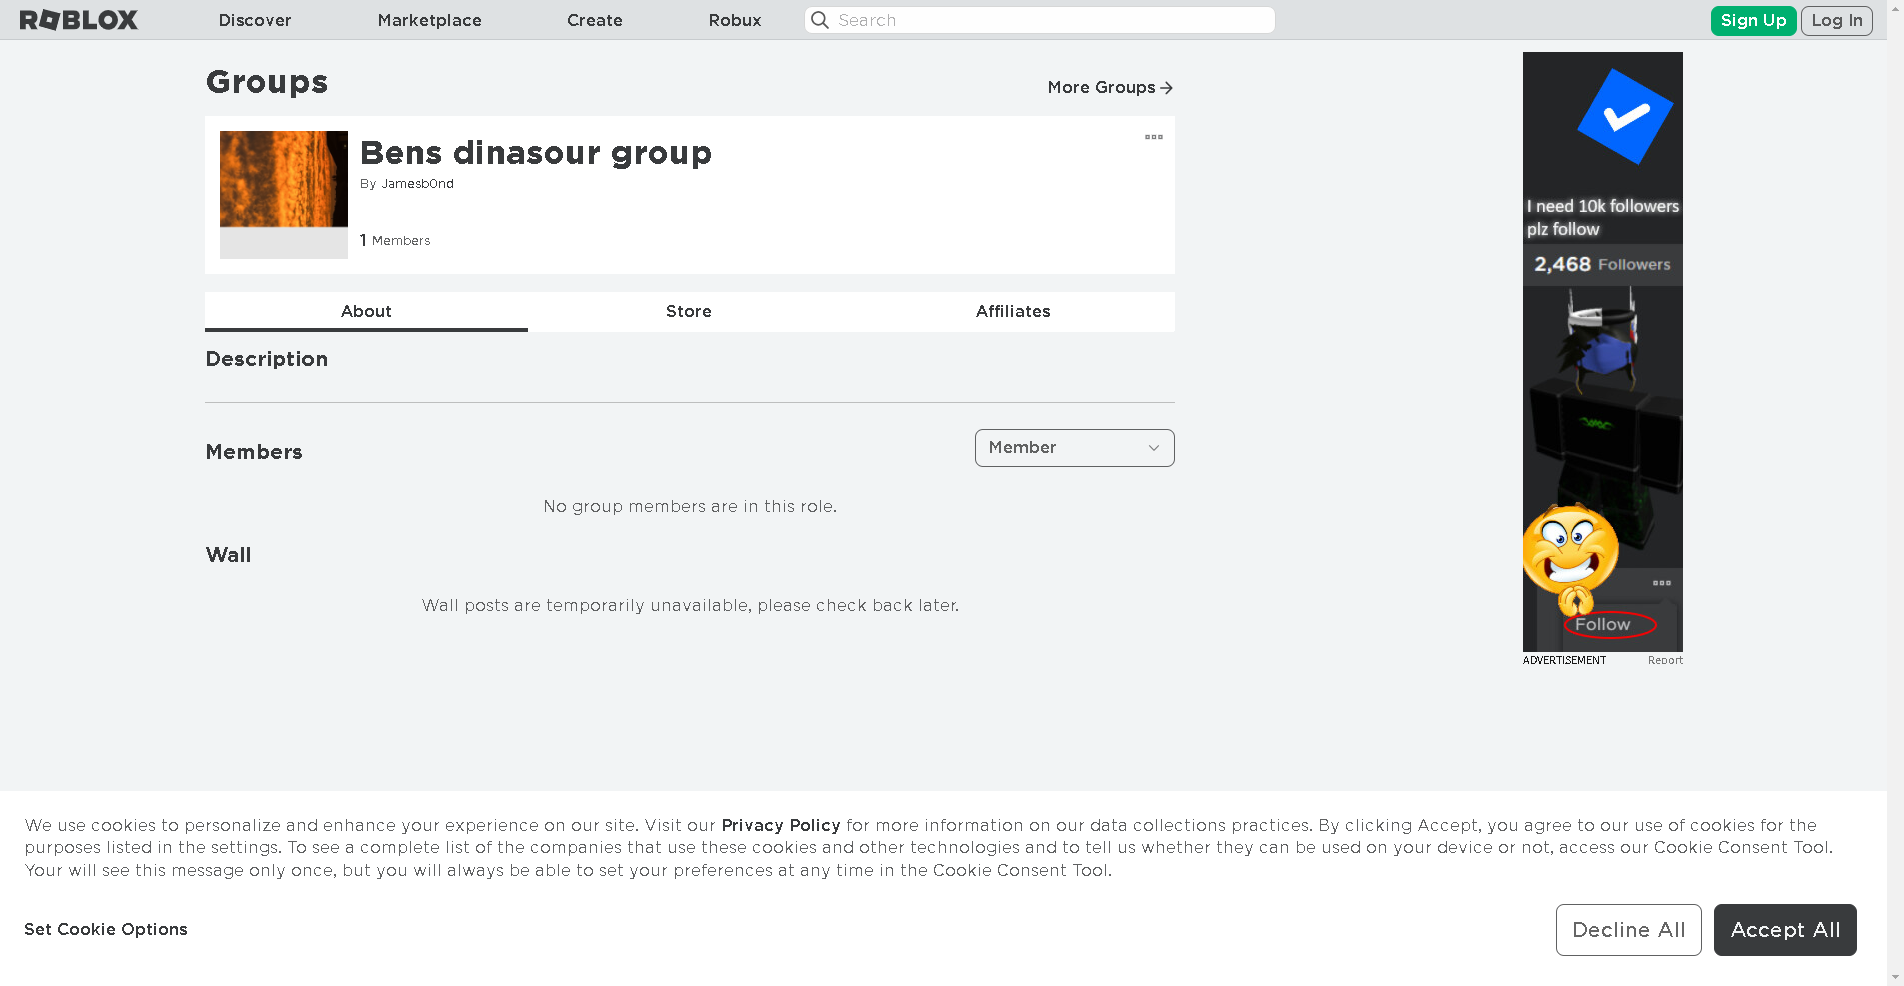 ROBLOX
Discover
Marketplace
Create
Robux
Search
Sign Up
Log In
Groups
More Groups
Bens dinasour group
By Jamesb0nd
1 Members
About
Store
Affiliates
Description
Members
Member
No group members are in this role.
Wall
Wall posts are temporarily unavailable, please check back later.
I need 10k followers
plz follow
2,468 Followers
Follow
ADVERTISEMENT
Report
We use cookies to personalize and enhance your experience on our site. Visit our Privacy Policy for more information on our data collections practices. By clicking Accept, you agree to our use of cookies for the
purposes listed in the settings. To see a complete list of the companies that use these cookies and other technologies and to tell us whether they can be used on your device or not, access our Cookie Consent Tool.
Your will see this message only once, but you will always be able to set your preferences at any time in the Cookie Consent Tool.
Set Cookie Options
Decline All
Accept All